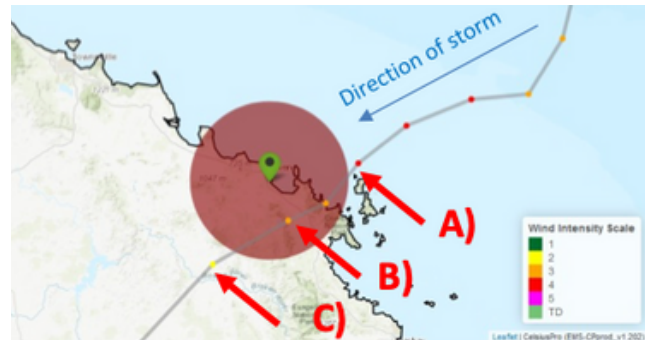 Direction of storm
A)
B)
C)
Wind Intensity Scale
1
2
3
4
5
TD
Leaflet | CelsiusPro (EMS-CPprod_v1.202)